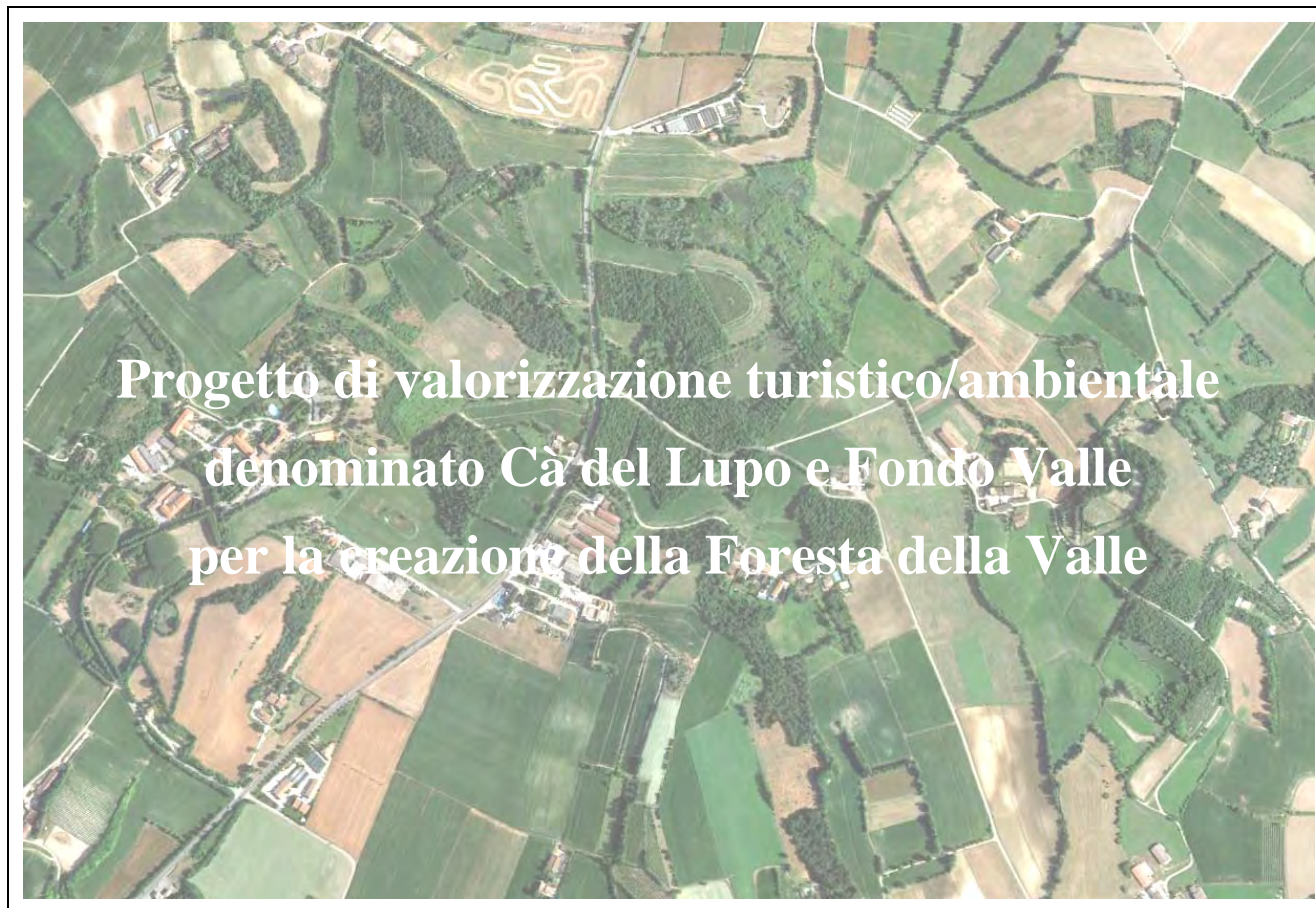 Progetto di valorizzazione turistico/ambientale
denominato Cà del Lupo e Fondo Valle
per la creazione della Foresta della Valle